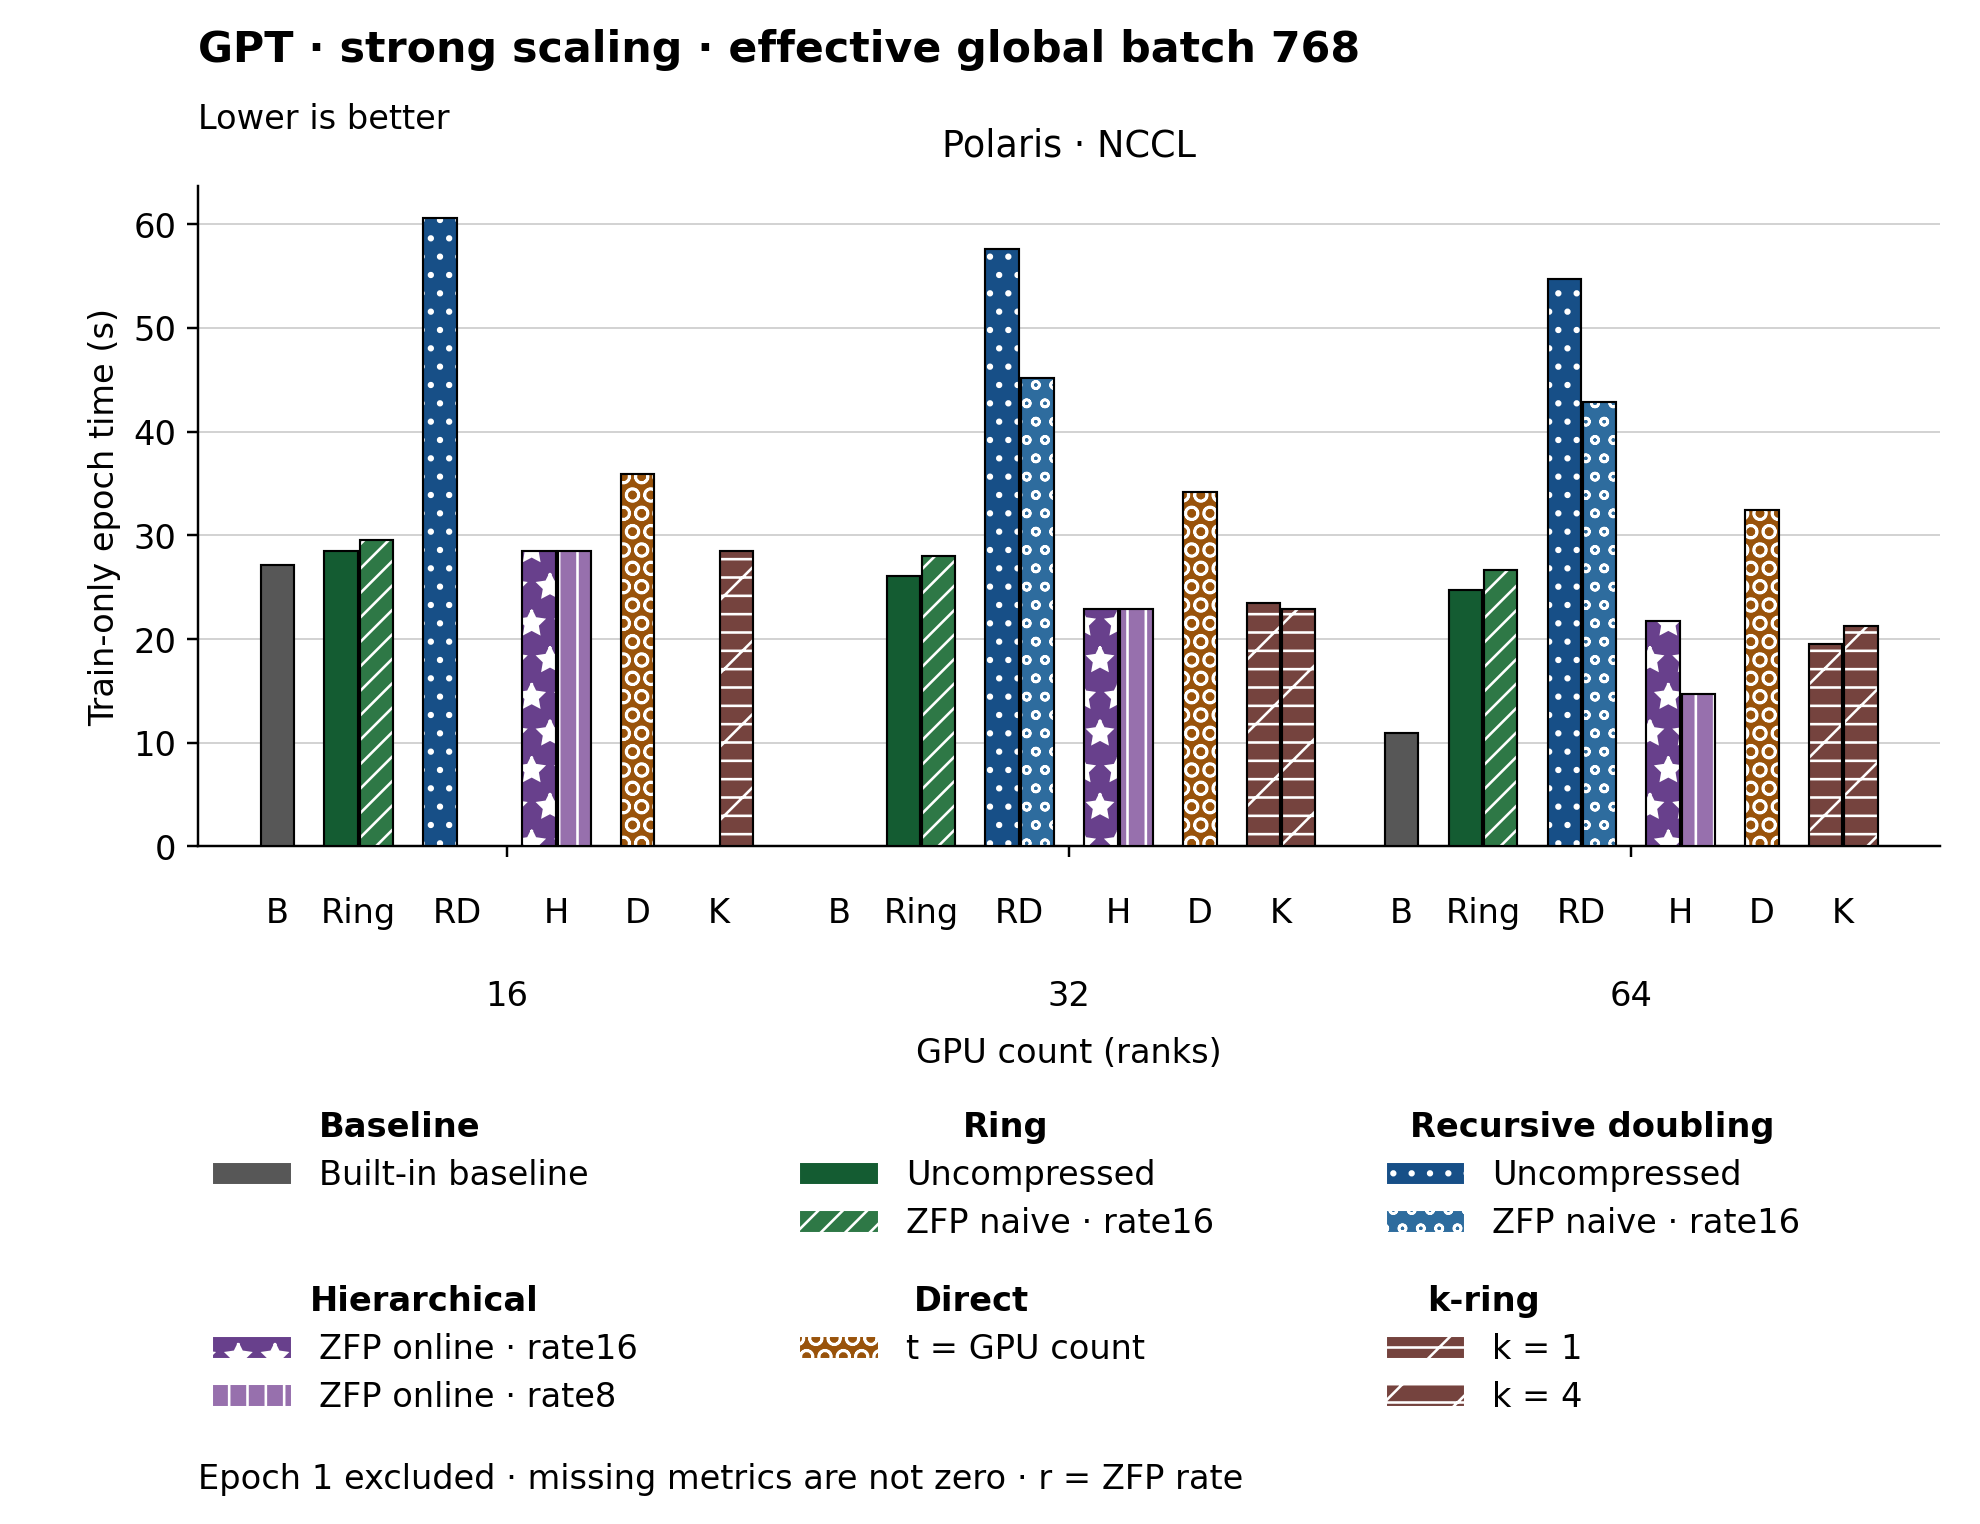 GPT · strong scaling · effective global batch 768
Lower is better
Polaris · NCCL
Train-only epoch time (s)
60
50
40
30
20
10
0
B Ring RD H D K B Ring RD H D K B Ring RD H D K
16 32 64
GPU count (ranks)
Baseline Ring Recursive doubling
Built-in baseline Uncompressed Uncompressed
ZFP naive · rate16 ZFP naive · rate16
Hierarchical Direct k-ring
ZFP online · rate16 t = GPU count k = 1
ZFP online · rate8 k = 4
Epoch 1 excluded · missing metrics are not zero · r = ZFP rate